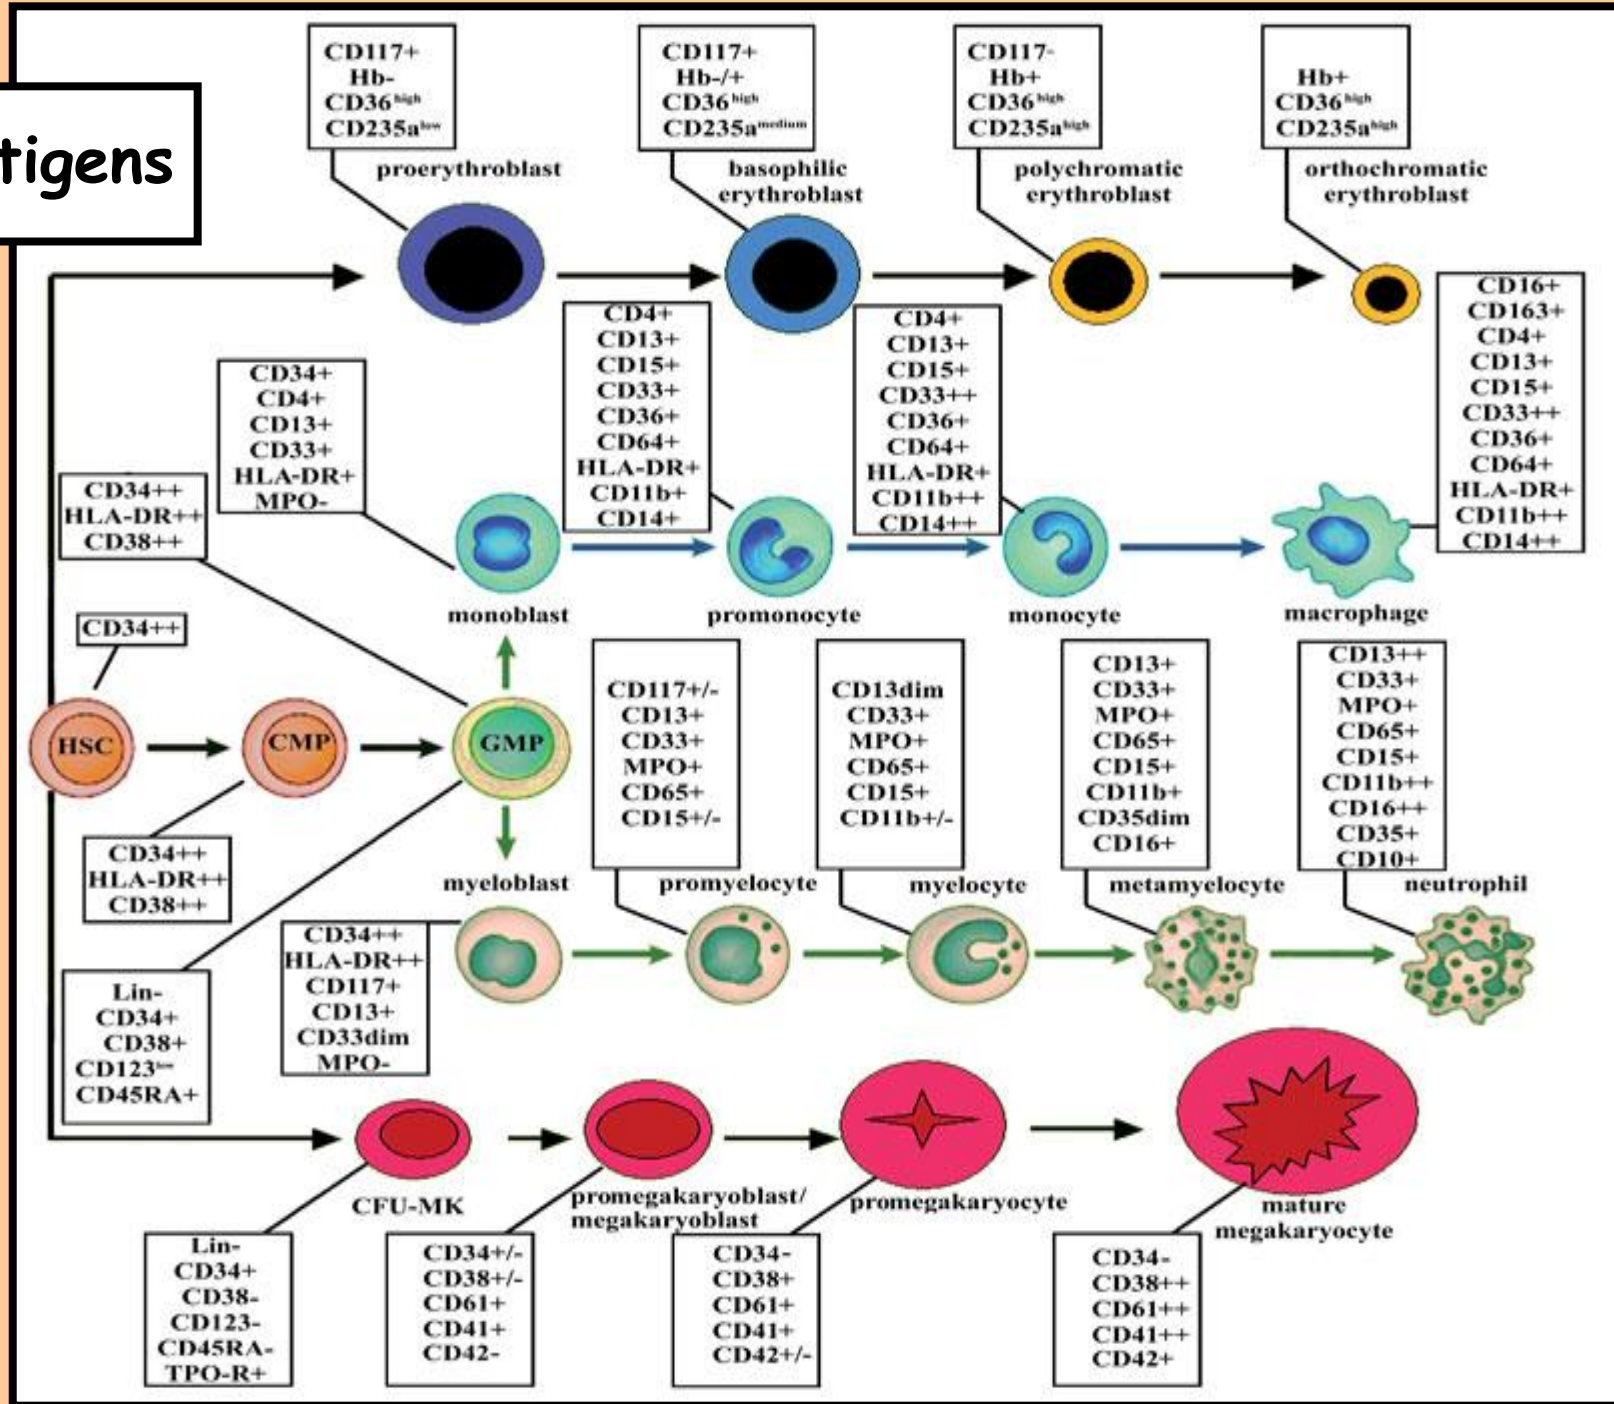 tigens
CD117+
Hb-
CD36high
CD235alow
proerythroblast
CD117+
Hb-/+
CD36high
CD235amedium
basophilic
erythroblast
CD117-
Hb+
CD36high
CD235ahigh
polychromatic
erythroblast
Hb+
CD36high
CD235ahigh
orthochromatic
erythroblast
CD34+
CD4+
CD13+
CD33+
HLA-DR+
MPO-
monoblast
CD4+
CD13+
CD15+
CD33+
CD36+
CD64+
HLA-DR+
CD11b+
CD14+
promonocyte
CD4+
CD13+
CD15+
CD33++
CD36+
CD64+
HLA-DR+
CD11b++
CD14++
monocyte
CD16+
CD163+
CD4+
CD13+
CD15+
CD33++
CD36+
CD64+
HLA-DR+
CD11b++
CD14++
macrophage
CD34++
HLA-DR++
CD38++
CD34++
HSC
CMP
GMP
CD34++
HLA-DR++
CD38++
Lin-
CD34+
CD38+
CD123low
CD45RA+
myeloblast
CD34++
HLA-DR++
CD117+
CD13+
CD33dim
MPO-
CD117+/-
CD13+
CD33+
MPO+
CD65+
CD15+/-
promyelocyte
CD13dim
CD33+
MPO+
CD65+
CD15+
CD11b+/-
myelocyte
CD13+
CD33+
MPO+
CD65+
CD15+
CD11b+
CD35dim
CD16+
metamyelocyte
CD13++
CD33+
MPO+
CD65+
CD15+
CD11b++
CD16++
CD35+
CD10+
neutrophil
CFU-MK
Lin-
CD34+
CD38-
CD123-
CD45RA-
TPO-R+
promegakaryoblast/
megakaryoblast
CD34+/-
CD38+/-
CD61+
CD41+
CD42-
promegakaryocyte
CD34-
CD38+
CD61+
CD41+
CD42+/-
mature
megakaryocyte
CD34-
CD38++
CD61++
CD41++
CD42+